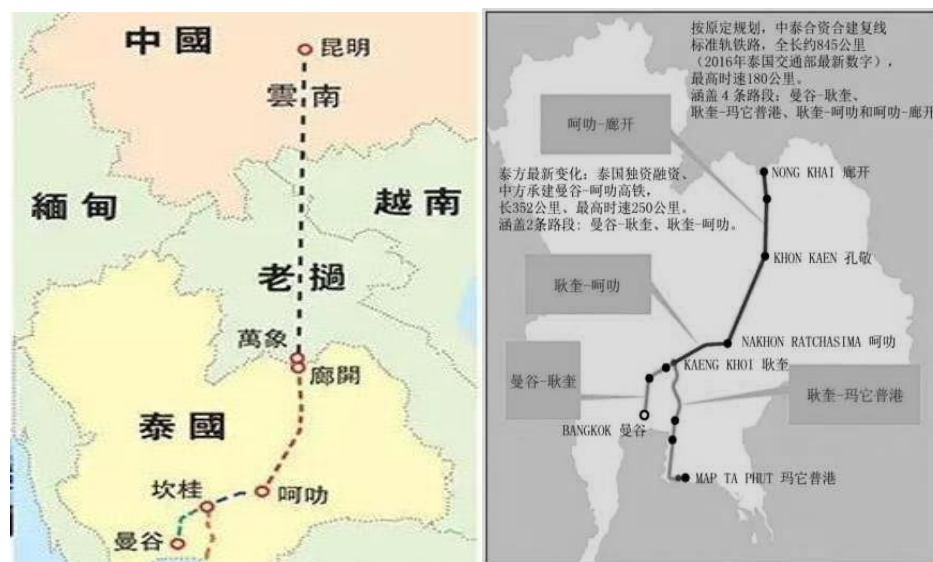 中國
昆明
雲南
緬甸
越南
老撾
萬象
廊開
泰國
坎桂
呵叻
曼谷
按原定规划，中泰合资合建复线
标准轨铁路，全长约845公里
（2016年泰国交通部最新数字），
最高时速180公里。
涵盖4条路段：曼谷-耿奎、
耿奎-玛它普港、耿奎-呵叻和呵叻-廊开
呵叻-廊开
泰方最新变化：泰国独资融资、
中方承建曼谷-呵叻高铁，
长352公里、最高时速250公里。
涵盖2条路段：曼谷-耿奎、耿奎-呵叻。
NONG KHAI 廊开
KHON KAEN 孔敬
耿奎-呵叻
NAKHON RATCHASIMA 呵叻
KAENG KHOI 耿奎
曼谷-耿奎
耿奎-玛它普港
BANGKOK 曼谷
MAP TA PHUT 玛它普港